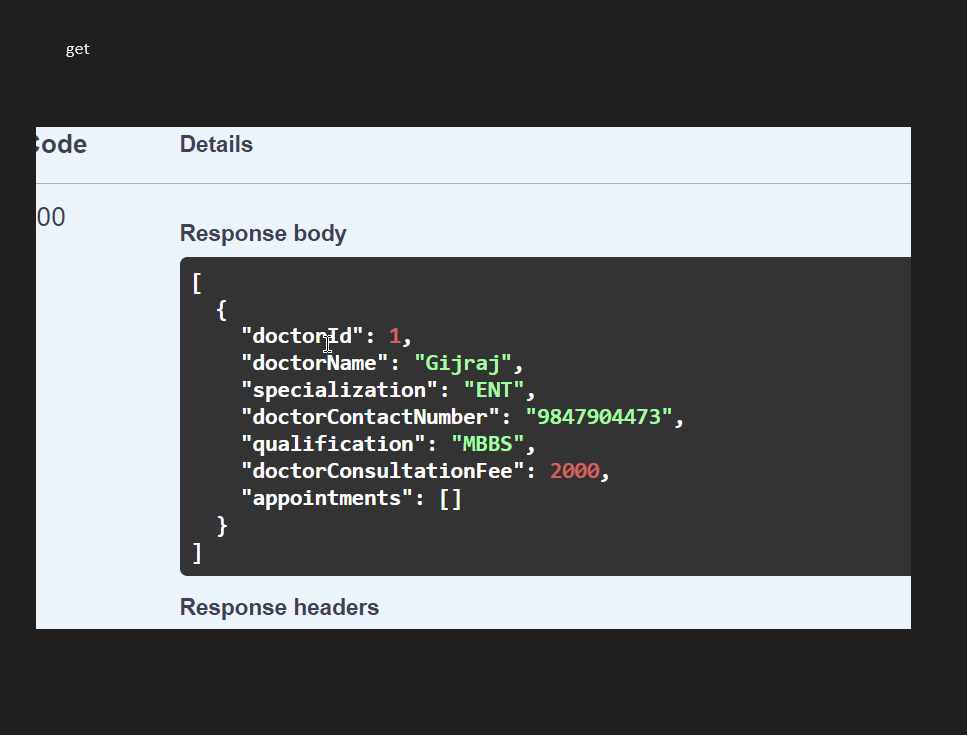 get
Code Details
00
Response body
[
{
"doctorId": 1,
"doctorName": "Gijraj",
"specialization": "ENT",
"doctorContactNumber": "9847904473",
"qualification": "MBBS",
"doctorConsultationFee": 2000,
"appointments": []
}
]
Response headers